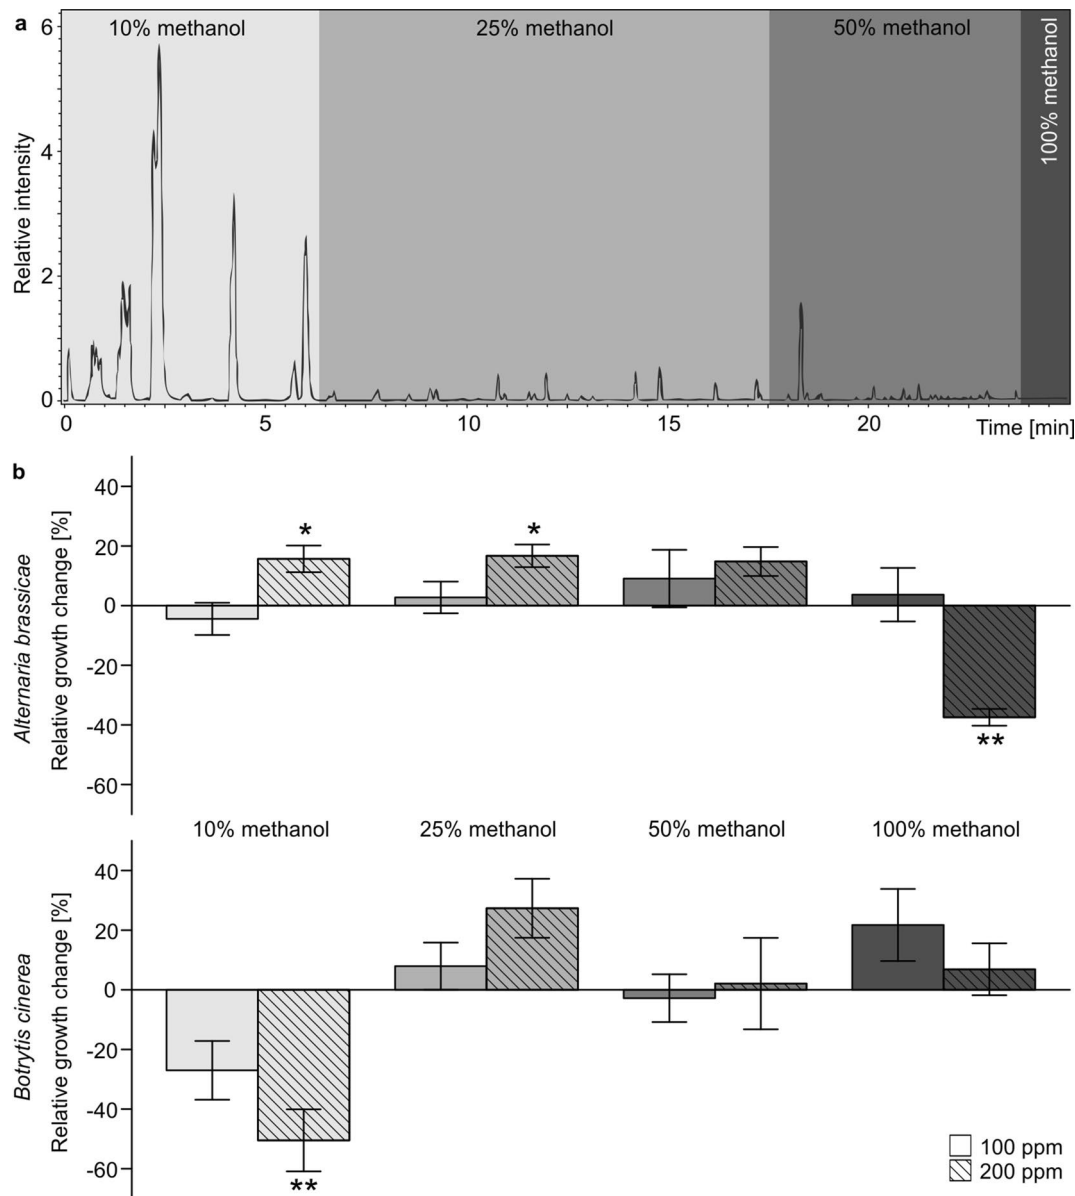 a
10% methanol
25% methanol
50% methanol
100% methanol
Relative intensity
6
4
2
0
0
5
10
15
20
Time [min]
b
Alternaria brassicae
Relative growth change [%]
40
20
0
-20
-40
-60
*
*
**
10% methanol
25% methanol
50% methanol
100% methanol
Botrytis cinerea
Relative growth change [%]
40
20
0
-20
-40
-60
**
100 ppm
200 ppm